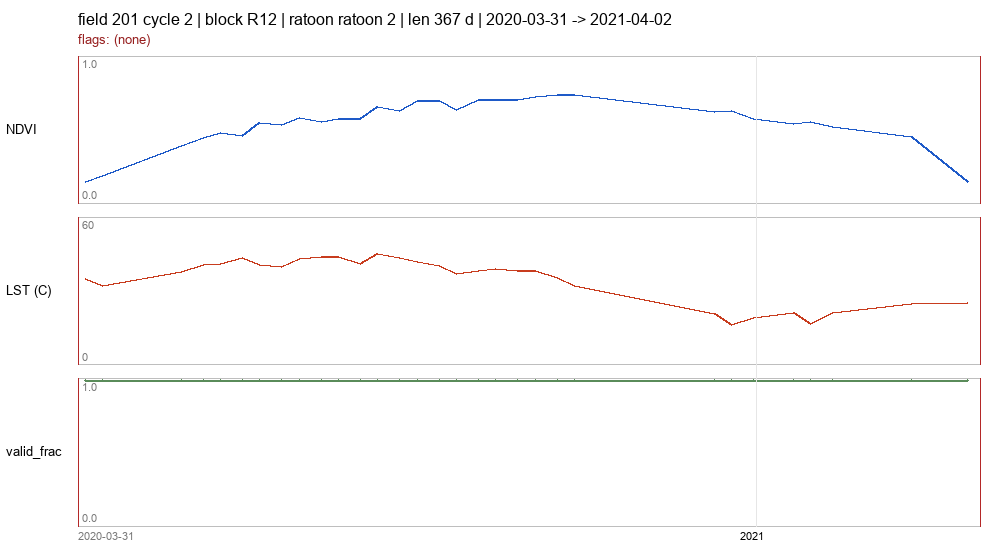 field 201 cycle 2 | block R12 | ratoon ratoon 2 | len 367 d | 2020-03-31 -> 2021-04-02
flags: (none)
1.0
NDVI
0.0
60
LST (C)
0
1.0
valid_frac
0.0
2020-03-31 2021